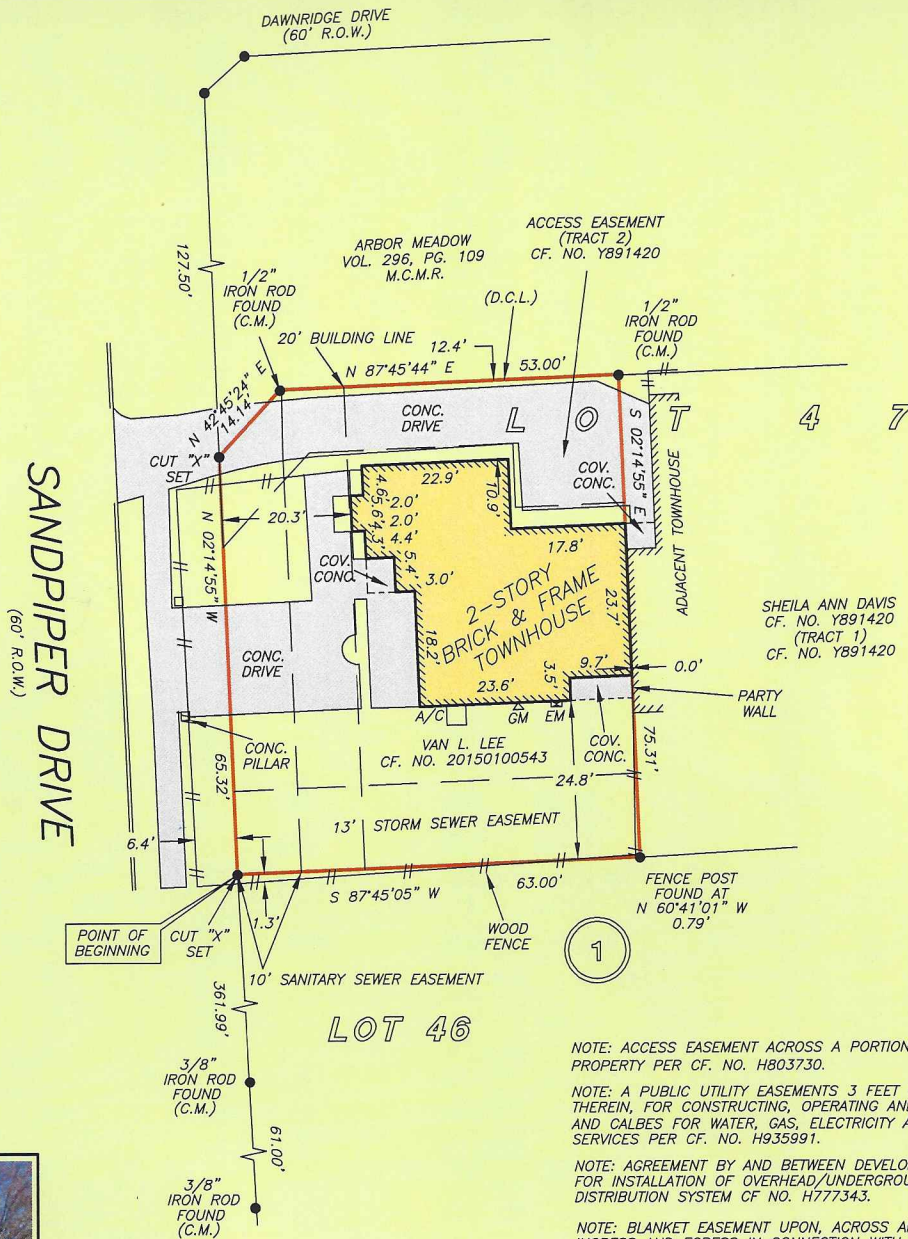 DAWNRIDGE DRIVE
(60' R.O.W.)
127.50'
ARBOR MEADOW
VOL. 296, PG. 109
M.C.M.R.
ACCESS EASEMENT
(TRACT 2)
CF. NO. Y891420
1/2"
IRON ROD
FOUND
(C.M.)
(D.C.L.)
1/2"
IRON ROD
FOUND
(C.M.)
20' BUILDING LINE
12.4'
N 87°45'44" E
53.00'
N 42°45'24" E
14.14'
CONC.
DRIVE
L O T 4 7
S 02°14'55" E
CUT "X"
SET
COV.
CONC.
ADJACENT TOWNHOUSE
22.9'
10.9'
4.6'
5.6'
2.0'
2.0'
4.3'
4.4'
5.4'
20.3'
N 02°14'55" W
17.8'
COV.
CONC.
3.0'
2-STORY
BRICK & FRAME
TOWNHOUSE
23.7'
SHEILA ANN DAVIS
CF. NO. Y891420
(TRACT 1)
CF. NO. Y891420
SANDPIPER DRIVE
(60' R.O.W.)
CONC.
DRIVE
18.2'
9.7'
0.0'
3.5'
23.6'
PARTY
WALL
A/C
GM
EM
CONC.
PILLAR
VAN L. LEE
CF. NO. 20150100543
COV.
CONC.
75.31'
65.32'
24.8'
13' STORM SEWER EASEMENT
6.4'
S 87°45'05" W
63.00'
1.3'
FENCE POST
FOUND AT
N 60°41'01" W
0.79'
POINT OF
BEGINNING
CUT "X"
SET
WOOD
FENCE
1
10' SANITARY SEWER EASEMENT
361.99'
LOT 46
3/8"
IRON ROD
FOUND
(C.M.)
61.00'
3/8"
IRON ROD
FOUND
(C.M.)
NOTE: ACCESS EASEMENT ACROSS A PORTION
PROPERTY PER CF. NO. H803730.
NOTE: A PUBLIC UTILITY EASEMENTS 3 FEET
THEREIN, FOR CONSTRUCTING, OPERATING AN
AND CALBES FOR WATER, GAS, ELECTRICITY A
SERVICES PER CF. NO. H935991.
NOTE: AGREEMENT BY AND BETWEEN DEVELO
FOR INSTALLATION OF OVERHEAD/UNDERGROU
DISTRIBUTION SYSTEM CF NO. H777343.
NOTE: BLANKET EASEMENT UPON, ACROSS A